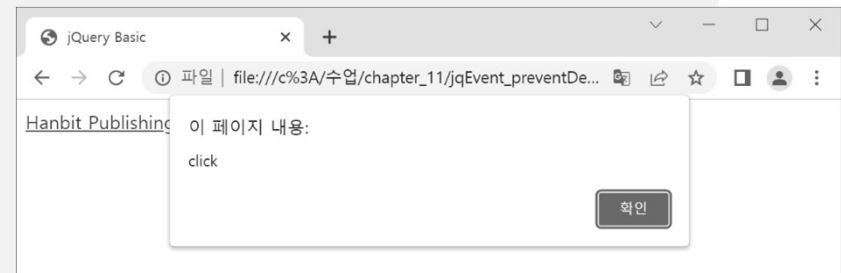 jQuery Basic
파일 | file:///c%3A/수업/chapter_11/jqEvent_preventDe...
Hanbit Publishing
이 페이지 내용:
click
확인